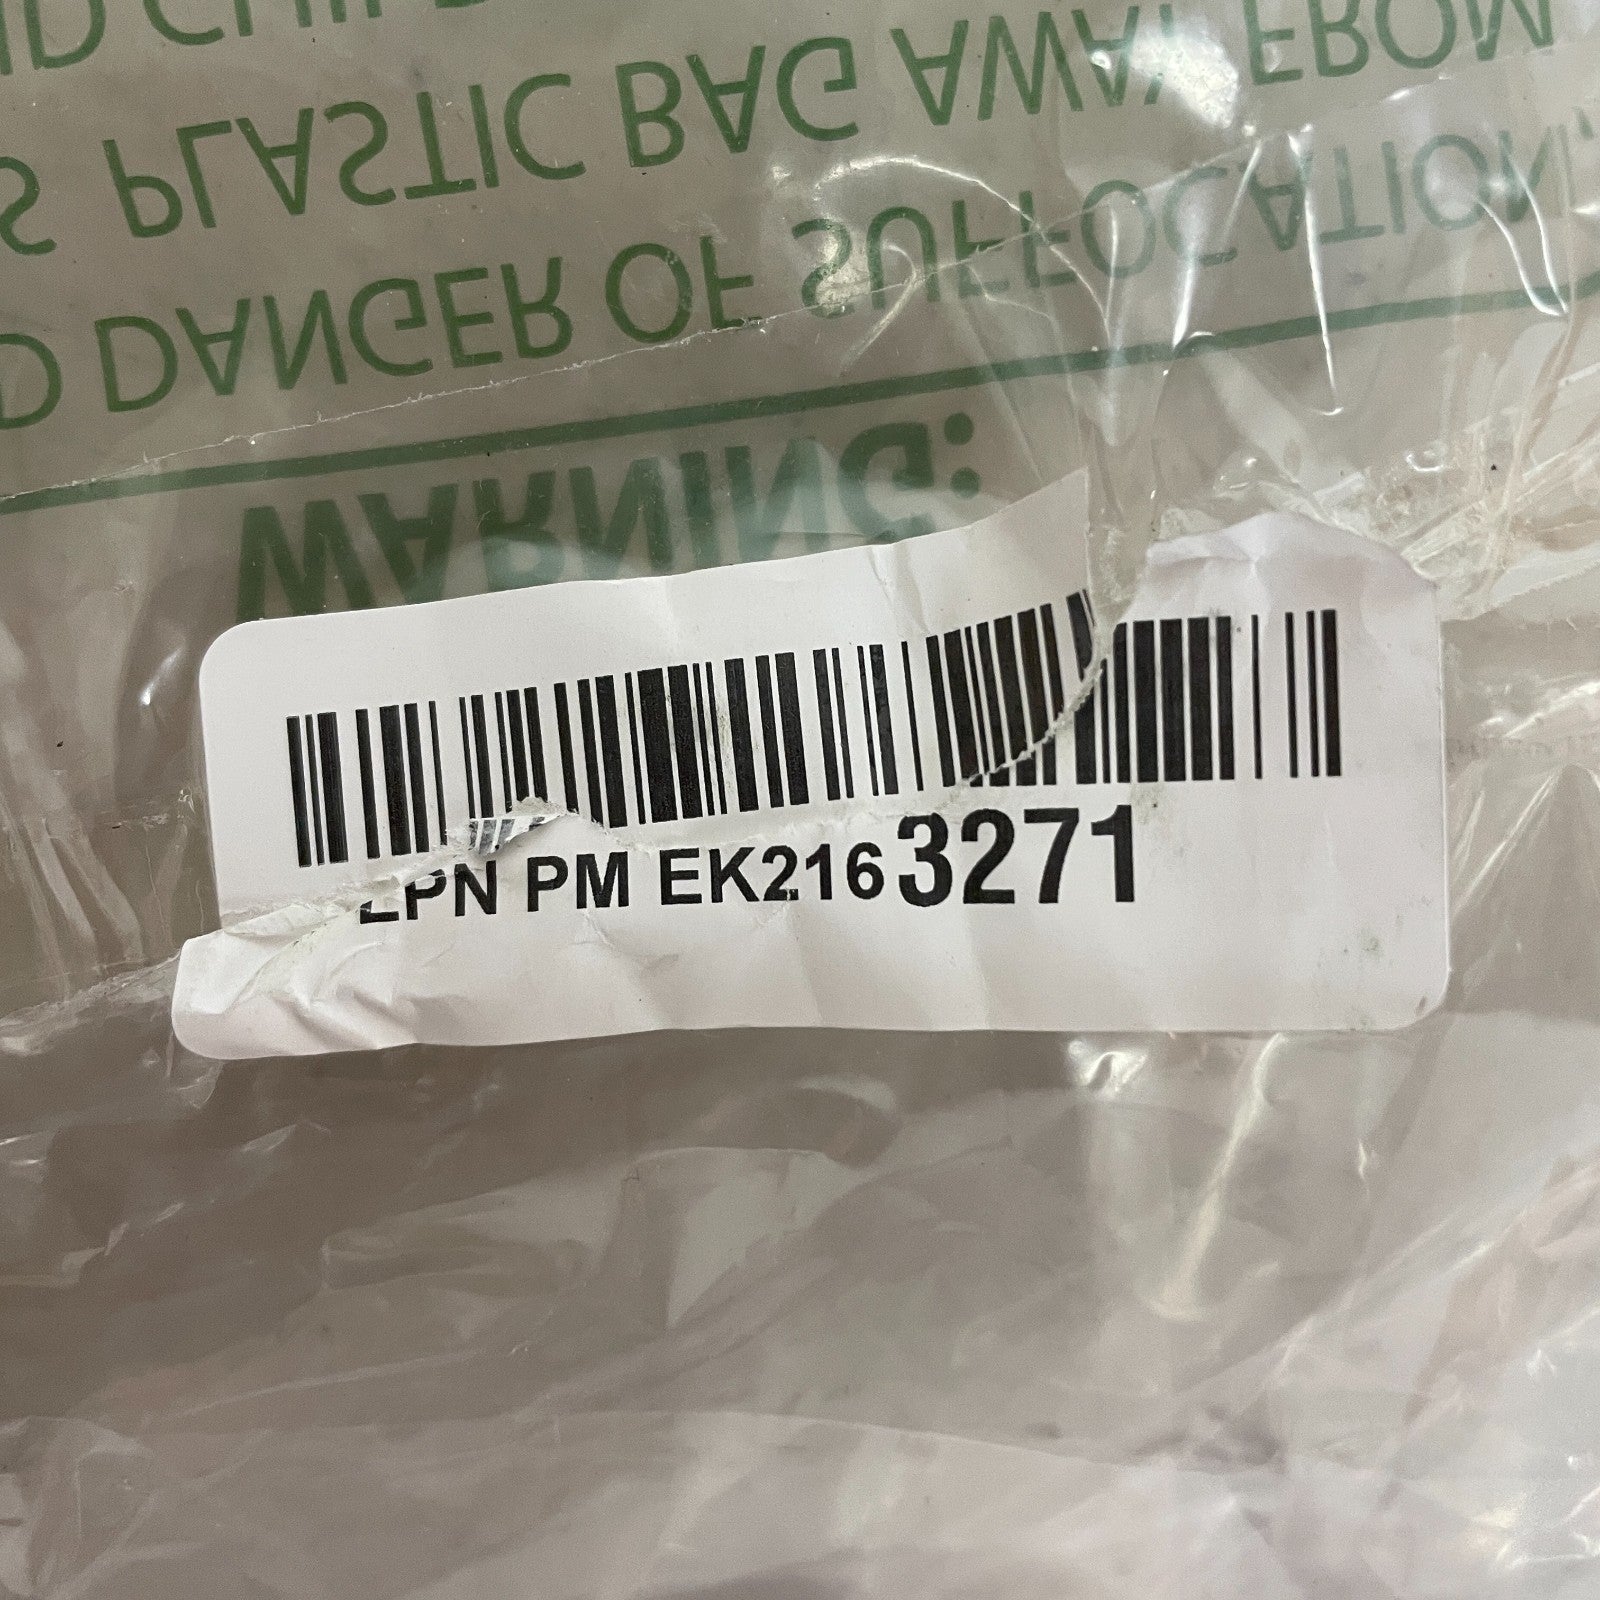 PLASTIC BAG AWAY FROM
DANGER OF SUFFOCATION,
WARNING:
LPN PM EK2163271